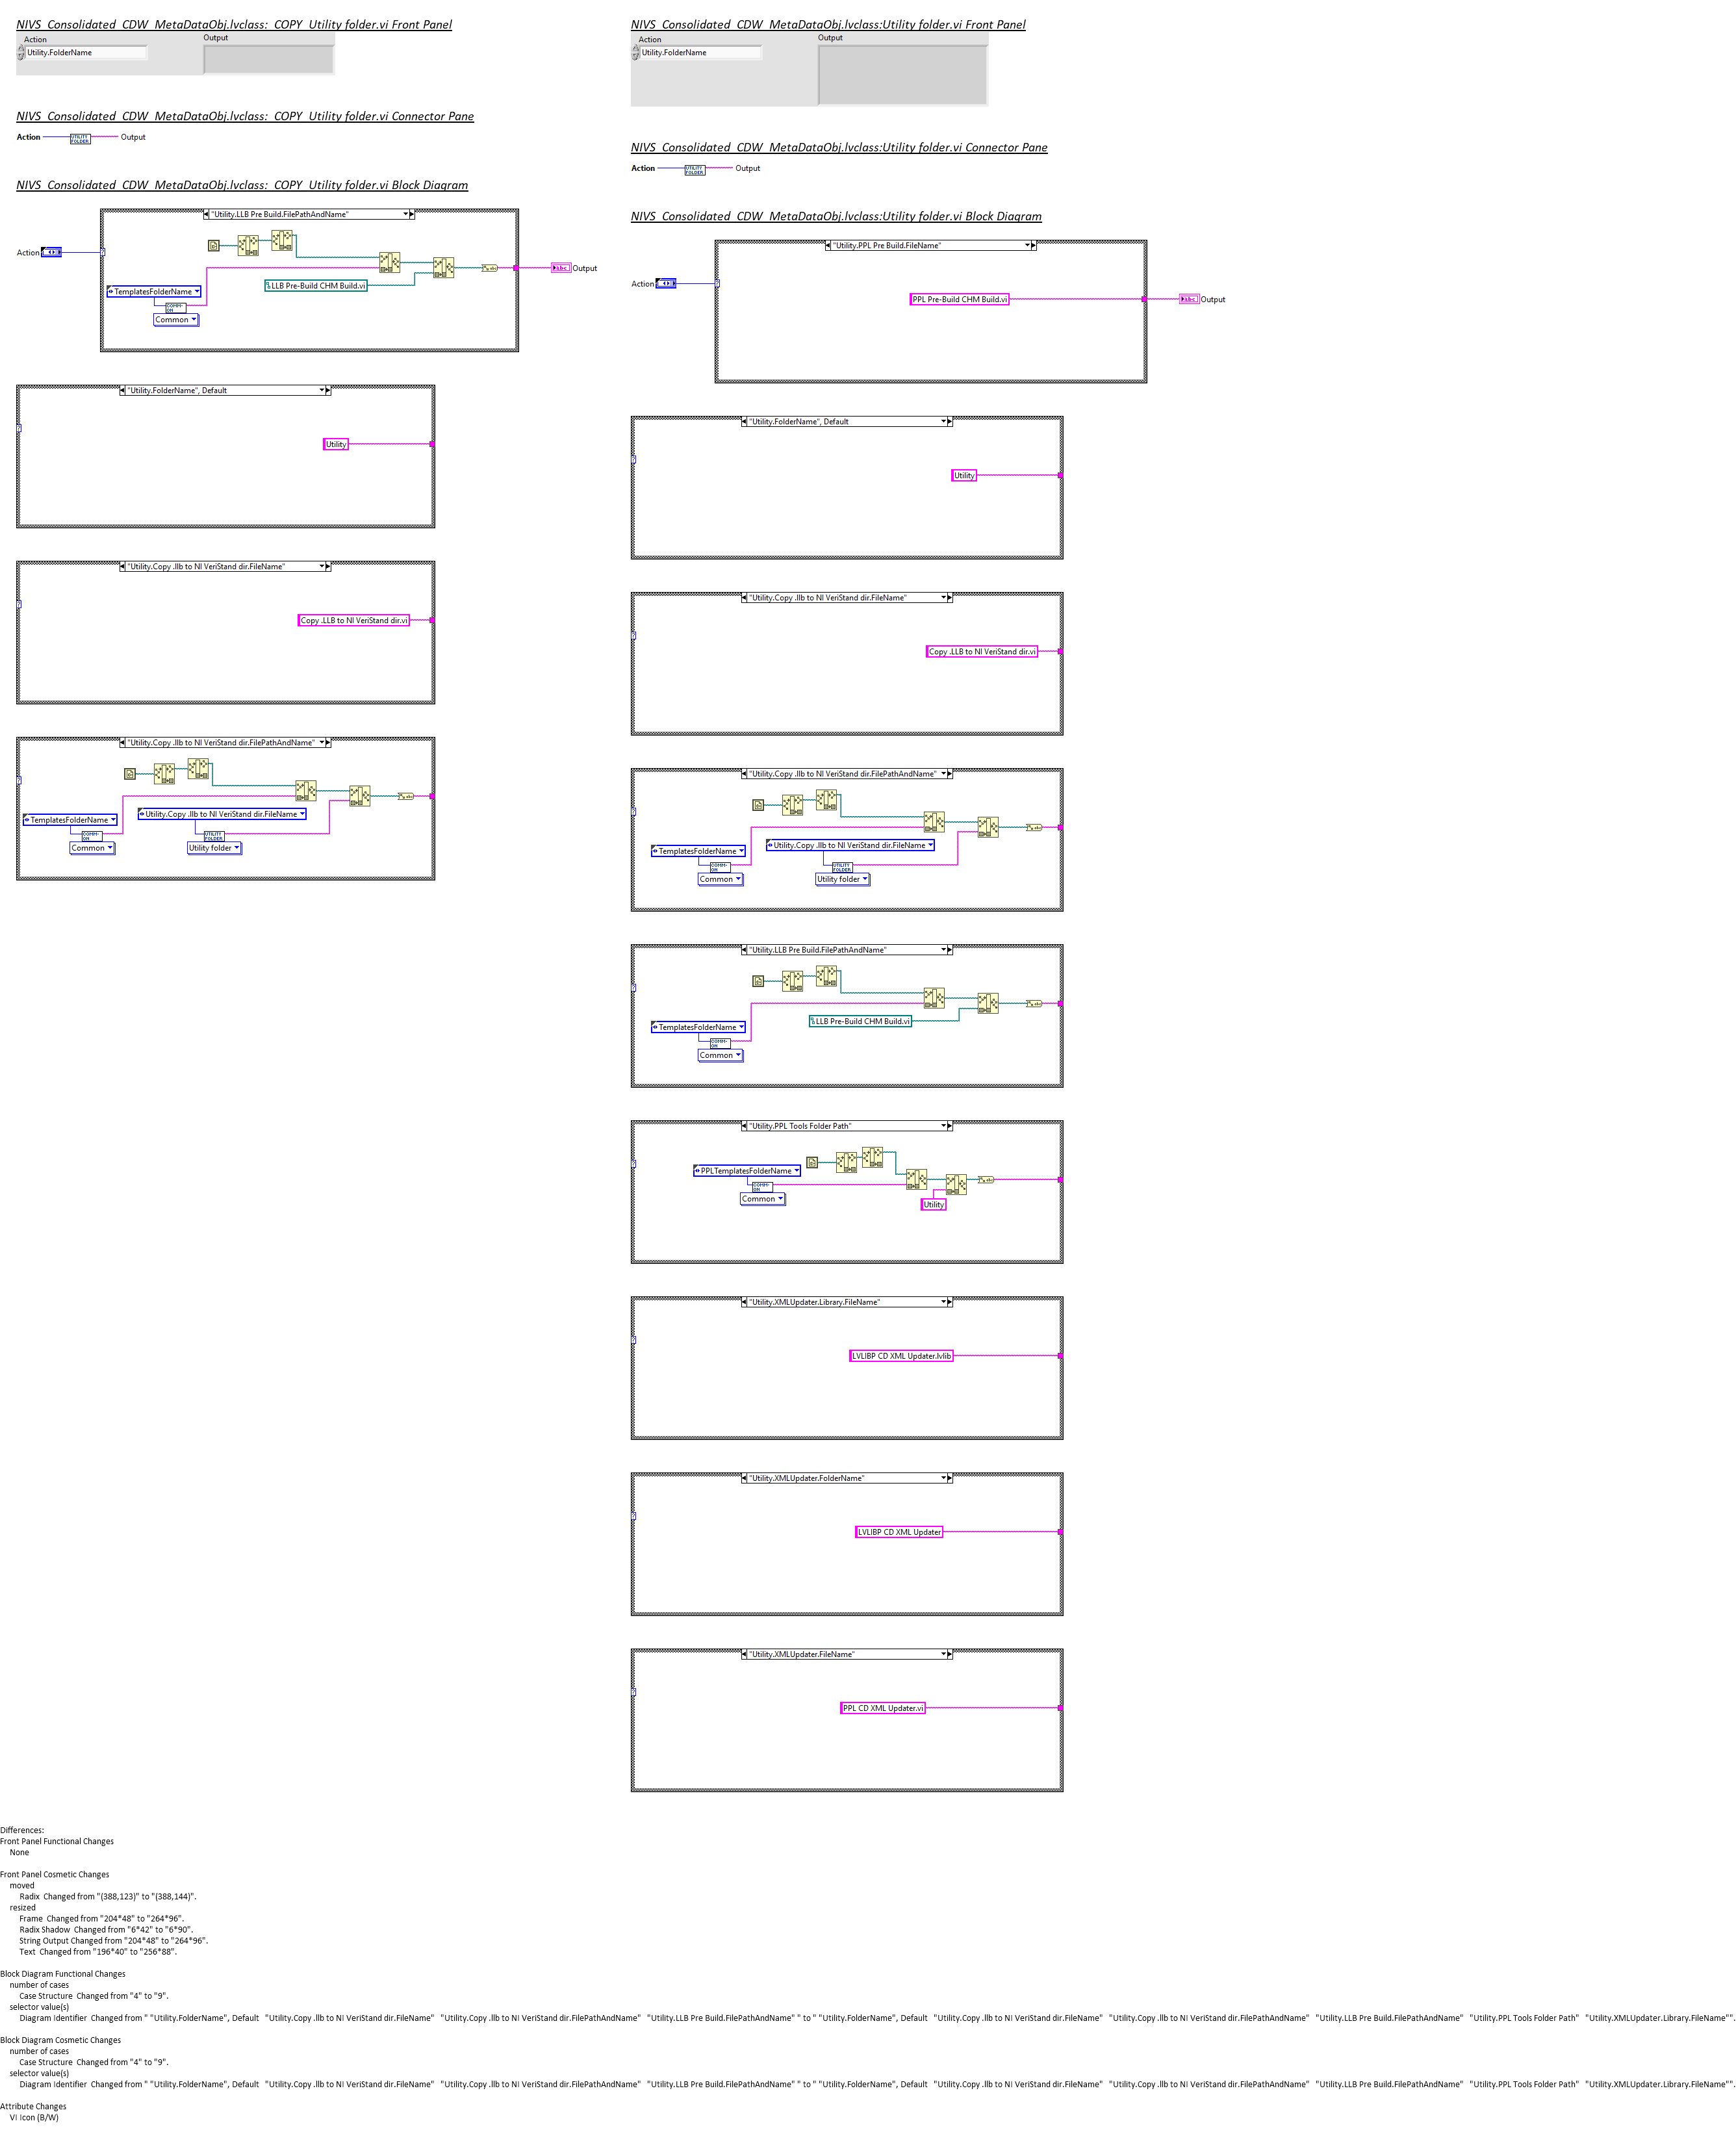 NIVS_Consolidated_CDW_MetaDataObj.lvclass:_COPY_Utility folder.vi Front Panel
Action
Output
Utility.FolderName
NIVS_Consolidated_CDW_MetaDataObj.lvclass:_COPY_Utility folder.vi Connector Pane
Action
UTILITY
FOLDER
Output
NIVS_Consolidated_CDW_MetaDataObj.lvclass:_COPY_Utility folder.vi Block Diagram
"Utility.LLB Pre Build.FilePathAndName"
Action
abc
Output
LLB Pre-Build CHM Build.vi
TemplatesFolderName
COMM-
ON
Common
"Utility.FolderName", Default
Utility
"Utility.Copy .llb to NI VeriStand dir.FileName"
Copy .LLB to NI VeriStand dir.vi
"Utility.Copy .llb to NI VeriStand dir.FilePathAndName"
Utility.Copy .llb to NI VeriStand dir.FileName
TemplatesFolderName
COMM-
ON
UTILITY
FOLDER
Common
Utility folder
NIVS_Consolidated_CDW_MetaDataObj.lvclass:Utility folder.vi Front Panel
Action
Output
Utility.FolderName
NIVS_Consolidated_CDW_MetaDataObj.lvclass:Utility folder.vi Connector Pane
Action
UTILITY
FOLDER
Output
NIVS_Consolidated_CDW_MetaDataObj.lvclass:Utility folder.vi Block Diagram
"Utility.PPL Pre Build.FileName"
Action
PPL Pre-Build CHM Build.vi
abc
Output
"Utility.FolderName", Default
Utility
"Utility.Copy .llb to NI VeriStand dir.FileName"
Copy .LLB to NI VeriStand dir.vi
"Utility.Copy .llb to NI VeriStand dir.FilePathAndName"
Utility.Copy .llb to NI VeriStand dir.FileName
TemplatesFolderName
COMM-
ON
UTILITY
FOLDER
Common
Utility folder
"Utility.LLB Pre Build.FilePathAndName"
LLB Pre-Build CHM Build.vi
TemplatesFolderName
COMM-
ON
Common
"Utility.PPL Tools Folder Path"
PPLTemplatesFolderName
COMM-
ON
Common
Utility
"Utility.XMLUpdater.Library.FileName"
LVLIBP CD XML Updater.lvlib
"Utility.XMLUpdater.FolderName"
LVLIBP CD XML Updater
"Utility.XMLUpdater.FileName"
PPL CD XML Updater.vi
Differences:
Front Panel Functional Changes
None
Front Panel Cosmetic Changes
moved
Radix  Changed from "(388,123)" to "(388,144)".
resized
Frame  Changed from "204*48" to "264*96".
Radix Shadow  Changed from "6*42" to "6*90".
String Output Changed from "204*48" to "264*96".
Text  Changed from "196*40" to "256*88".
Block Diagram Functional Changes
number of cases
Case Structure  Changed from "4" to "9".
selector value(s)
Diagram Identifier  Changed from " "Utility.FolderName", Default   "Utility.Copy .llb to NI VeriStand dir.FileName"   "Utility.Copy .llb to NI VeriStand dir.FilePathAndName"   "Utility.LLB Pre Build.FilePathAndName" " to " "Utility.FolderName", Default   "Utility.Copy .llb to NI VeriStand dir.FileName"   "Utility.Copy .llb to NI VeriStand dir.FilePathAndName"   "Utility.LLB Pre Build.FilePathAndName"   "Utility.PPL Tools Folder Path"   "Utility.XMLUpdater.Library.FileName"".
Block Diagram Cosmetic Changes
number of cases
Case Structure  Changed from "4" to "9".
selector value(s)
Diagram Identifier  Changed from " "Utility.FolderName", Default   "Utility.Copy .llb to NI VeriStand dir.FileName"   "Utility.Copy .llb to NI VeriStand dir.FilePathAndName"   "Utility.LLB Pre Build.FilePathAndName" " to " "Utility.FolderName", Default   "Utility.Copy .llb to NI VeriStand dir.FileName"   "Utility.Copy .llb to NI VeriStand dir.FilePathAndName"   "Utility.LLB Pre Build.FilePathAndName"   "Utility.PPL Tools Folder Path"   "Utility.XMLUpdater.Library.FileName"".
Attribute Changes
VI Icon (B/W)